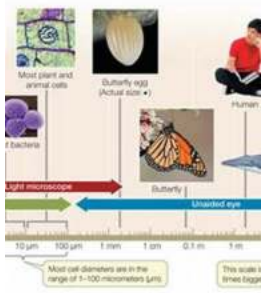 Most plant and
animal cells
Butterfly egg
(Actual size •)
Human
t bacteria
Butterfly
Light microscope
Unaided eye
10 µm
100 µm
1 mm
1 cm
0.1 m
1 m
Most cell diameters are in the
range of 1–100 micrometers (µm).
This scale is
times bigge